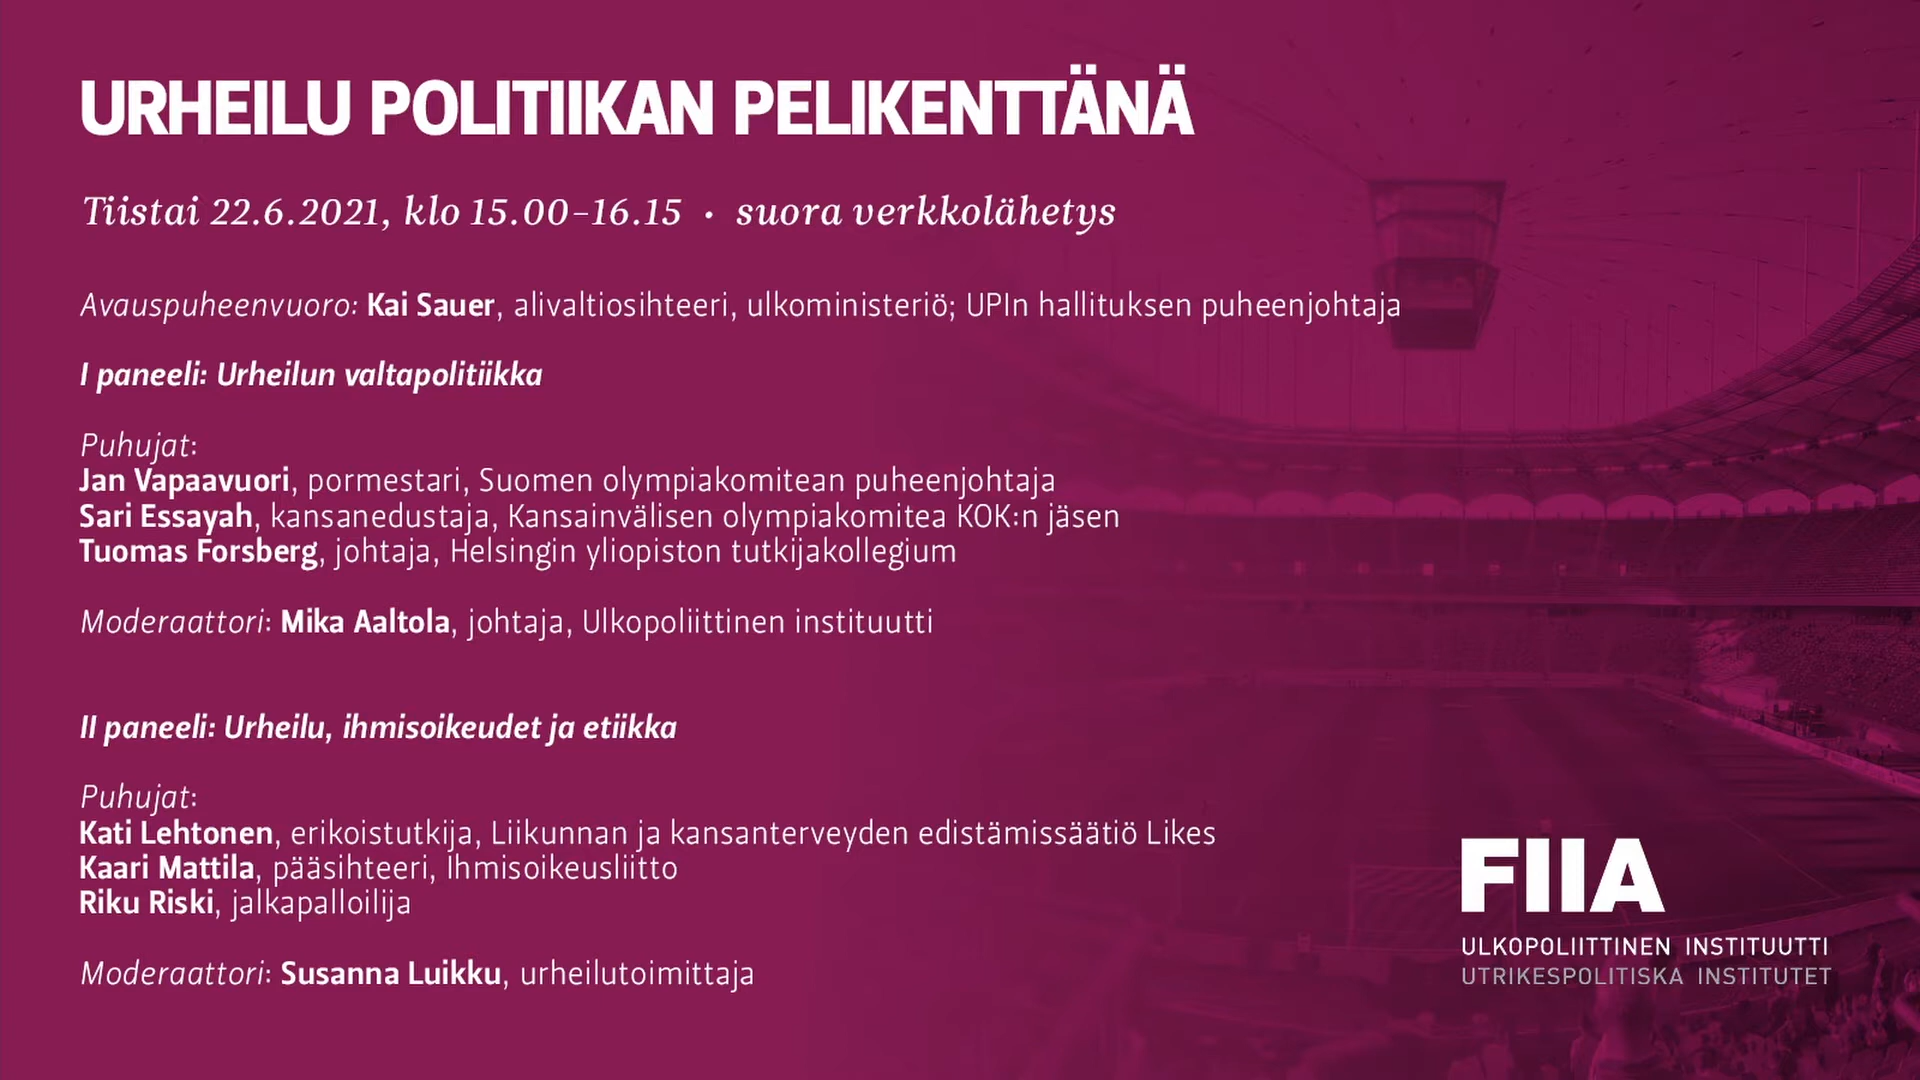 URHEILU POLITIIKAN PELIKENTTÄNÄ
Tiistai 22.6.2021, klo 15.00–16.15 • suora verkkolähetys
Avauspuheenvuoro: Kai Sauer, alivaltiosihteeri, ulkoministeriö; UPIn hallituksen puheenjohtaja
I paneeli: Urheilun valtapolitiikka
Puhujat:
Jan Vapaavuori, pormestari, Suomen olympiakomitean puheenjohtaja
Sari Essayah, kansanedustaja, Kansainvälisen olympiakomitea KOK:n jäsen
Tuomas Forsberg, johtaja, Helsingin yliopiston tutkijakollegium
Moderaattori: Mika Aaltola, johtaja, Ulkopoliittinen instituutti
II paneeli: Urheilu, ihmisoikeudet ja etiikka
Puhujat:
Kati Lehtonen, erikoistutkija, Liikunnan ja kansanterveyden edistämissäätiö Likes
Kaari Mattila, pääsihteeri, Ihmisoikeusliitto
Riku Riski, jalkapalloilija
Moderaattori: Susanna Luikku, urheilutoimittaja
FIIA
ULKOPOLIITTINEN INSTITUUTTI
UTRIKESPOLITISKA INSTITUTET